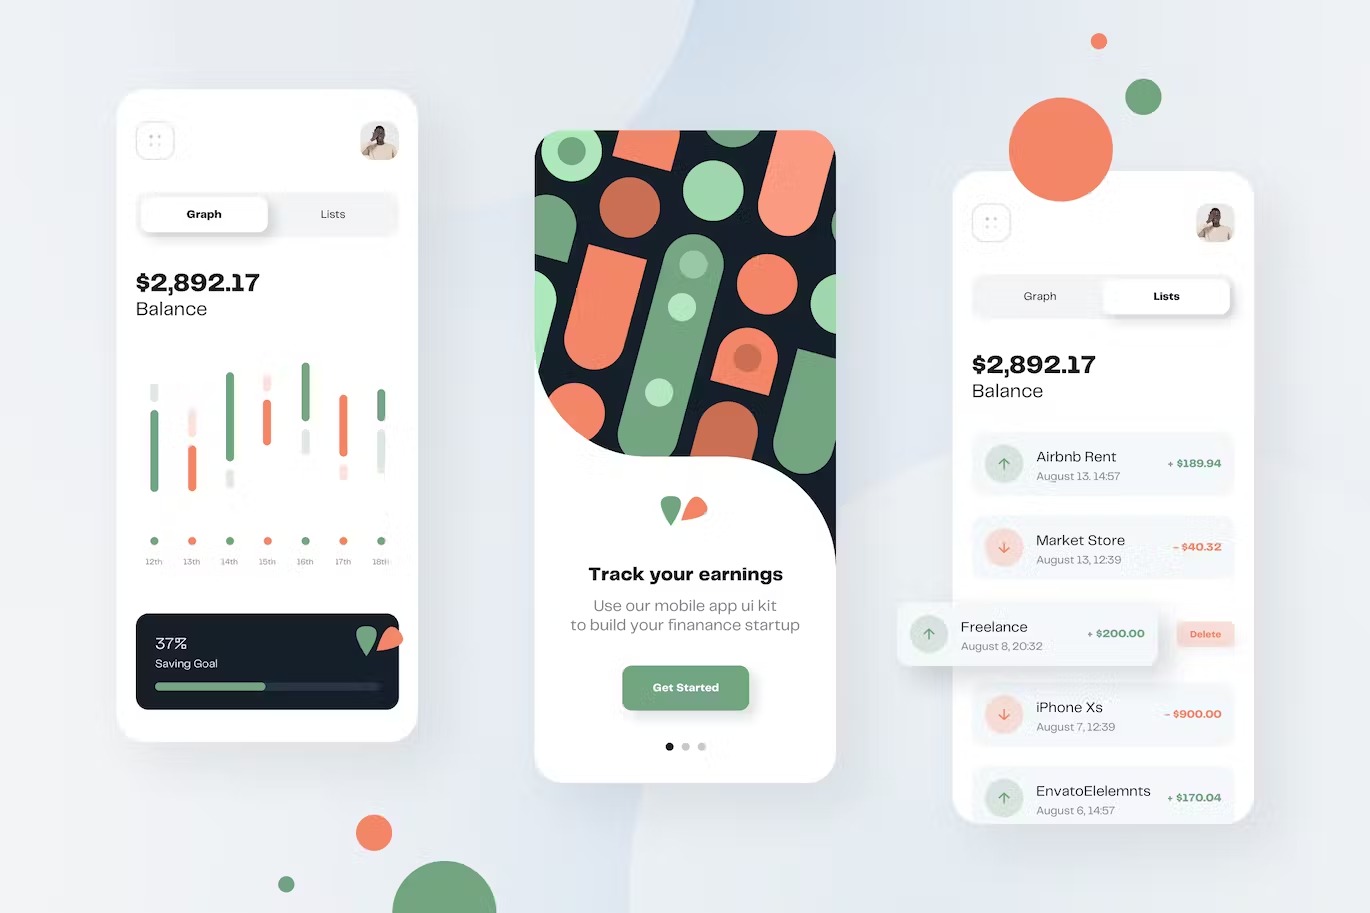 Graph
Lists
$2,892.17
Balance
12th 13th 14th 15th 16th 17th 18th
37%
Saving Goal
Track your earnings
Use our mobile app ui kit
to build your finanance startup
Get Started
Graph
Lists
$2,892.17
Balance
Airbnb Rent
August 13. 14:57
+ $189.94
Market Store
August 13, 12:39
- $40.32
Freelance
August 8, 20:32
+ $200.00
Delete
iPhone Xs
August 7, 12:39
- $900.00
EnvatoElelemnts
August 6, 14:57
+ $170.04